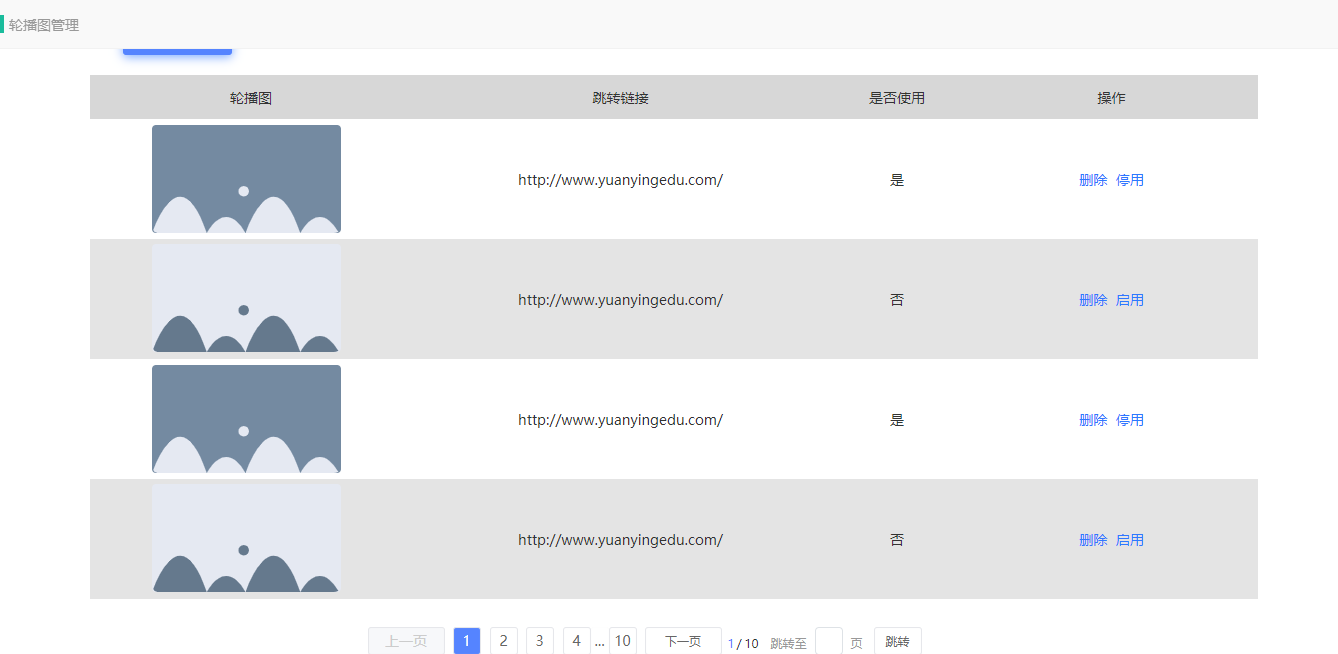 轮播图管理
轮播图 跳转链接 是否使用 操作
http://www.yuanyingedu.com/ 是 删除 停用
http://www.yuanyingedu.com/ 否 删除 启用
http://www.yuanyingedu.com/ 是 删除 停用
http://www.yuanyingedu.com/ 否 删除 启用
上一页 1 2 3 4 ... 10 下一页 1 / 10 跳转至 页 跳转